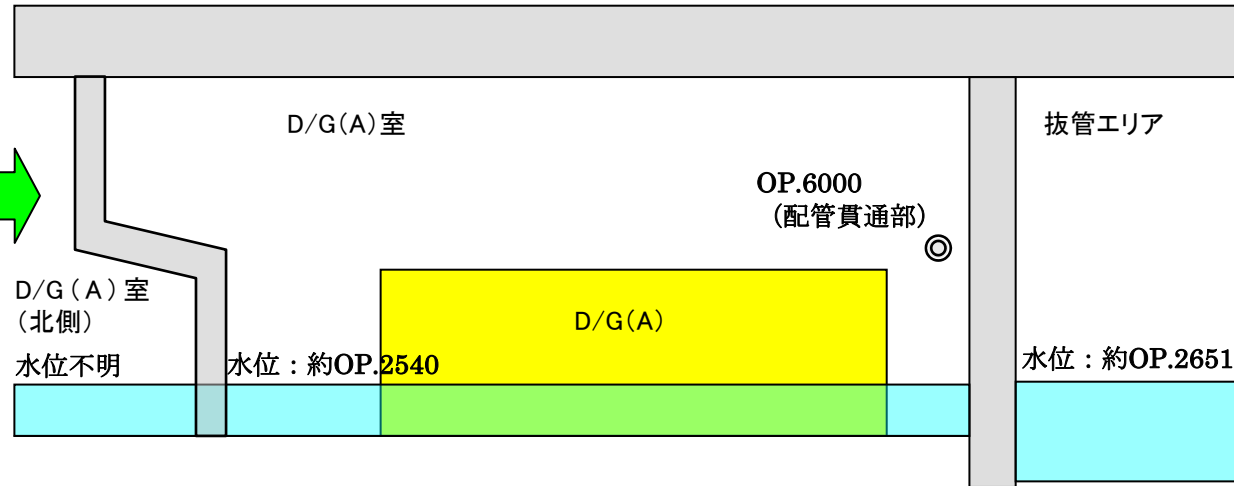 D/G(A)室
抜管エリア
OP.6000
（配管貫通部）
D/G（A）室
（北側）
D/G(A)
水位不明
水位：約OP.2540
水位：約OP.2651